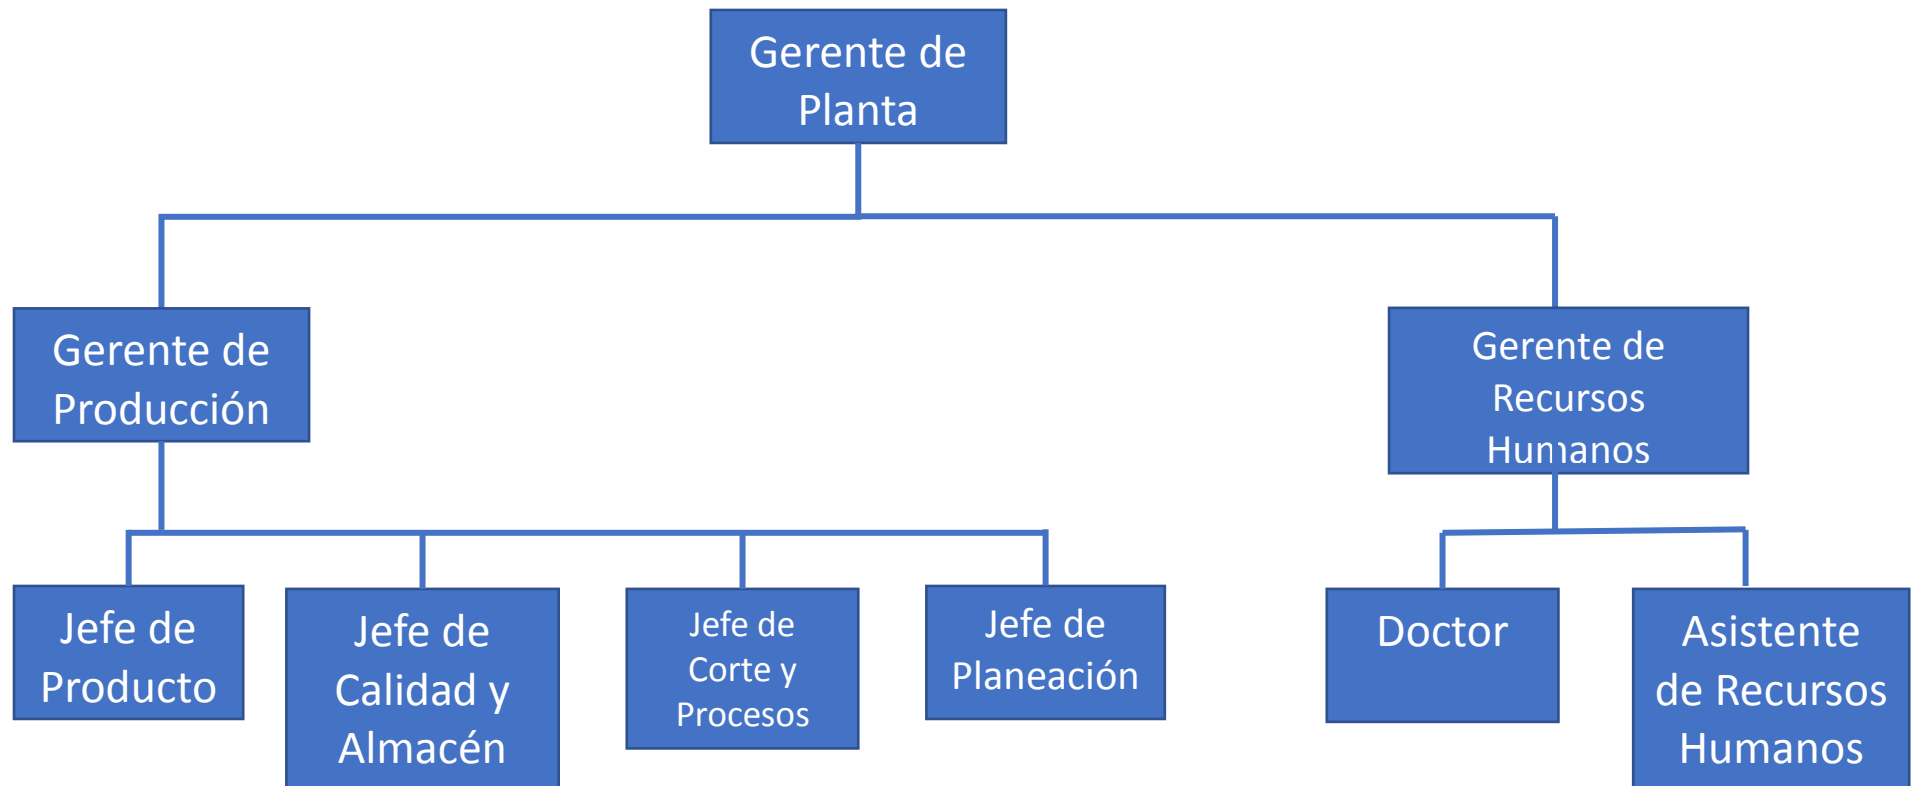 Gerente de
Planta
Gerente de
Producción
Gerente de
Recursos
Humanos
Jefe de
Producto
Jefe de
Calidad y
Almacén
Jefe de
Corte y
Procesos
Jefe de
Planeación
Doctor
Asistente
de Recursos
Humanos